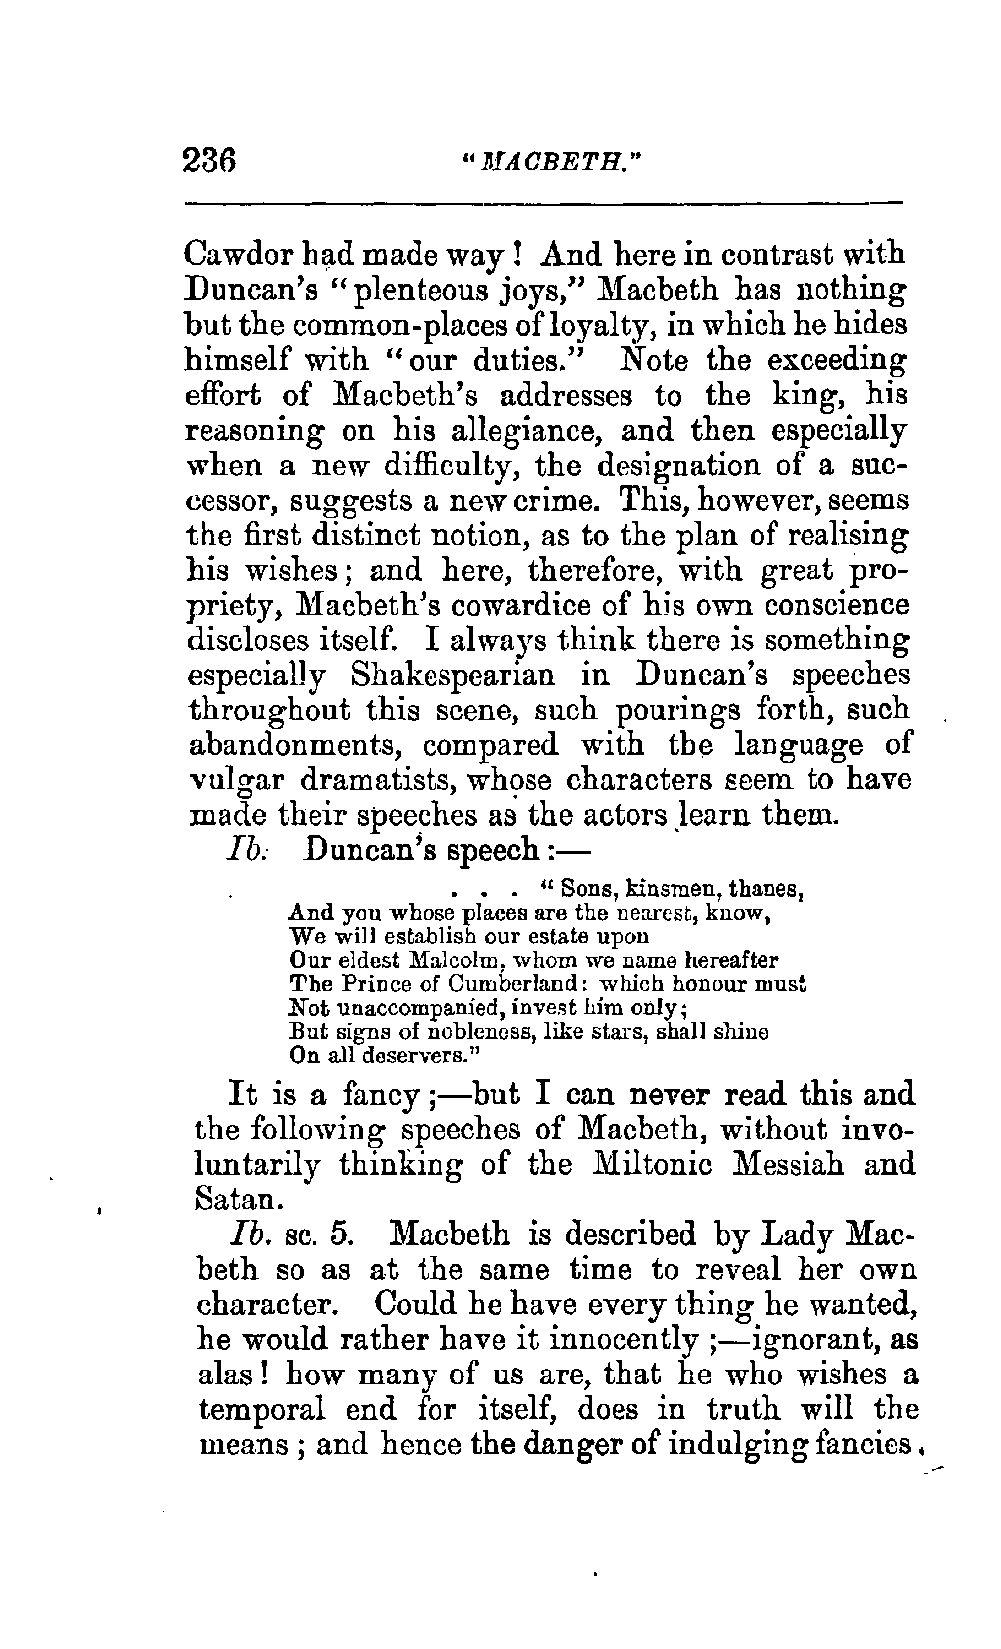 236 "MACBETH."
Cawdor had made way! And here in contrast with
Duncan's "plenteous joys," Macbeth has nothing
but the common-places of loyalty, in which he hides
himself with "our duties." Note the exceeding
effort of Macbeth's addresses to the king, his
reasoning on his allegiance, and then especially
when a new difficulty, the designation of a suc-
cessor, suggests a new crime. This, however, seems
the first distinct notion, as to the plan of realising
his wishes; and here, therefore, with great pro-
priety, Macbeth's cowardice of his own conscience
discloses itself. I always think there is something
especially Shakespearian in Duncan's speeches
throughout this scene, such pourings forth, such
abandonments, compared with the language of
vulgar dramatists, whose characters seem to have
made their speeches as the actors learn them.
Ib. Duncan's speech:—
. . . "Sons, kinsmen, thanes,
And you whose places are the nearest, know,
We will establish our estate upon
Our eldest Malcolm, whom we name hereafter
The Prince of Cumberland: which honour must
Not unaccompanied, invest him only;
But signs of nobleness, like stars, shall shine
On all deservers."
It is a fancy;—but I can never read this and
the following speeches of Macbeth, without invo-
luntarily thinking of the Miltonic Messiah and
Satan.
Ib. sc. 5. Macbeth is described by Lady Mac-
beth so as at the same time to reveal her own
character. Could he have every thing he wanted,
he would rather have it innocently;—ignorant, as
alas! how many of us are, that he who wishes a
temporal end for itself, does in truth will the
means; and hence the danger of indulging fancies.